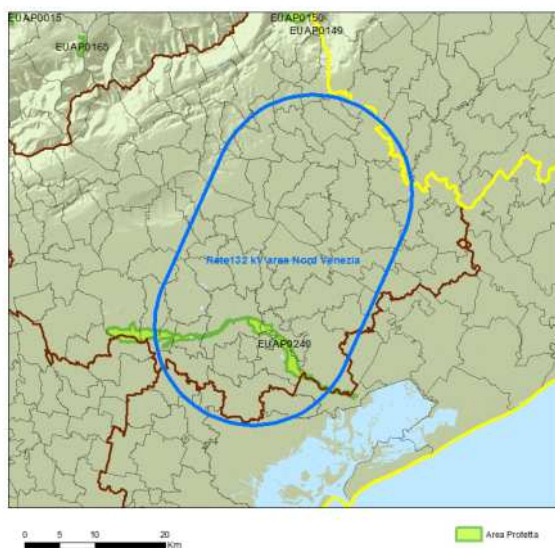 EUAP0015
EUAP0150
EUAP0149
EUAP0165
Rete132 kV area Nord Venezia
EUAP0240
0 5 10 20
Km
Area Protetta